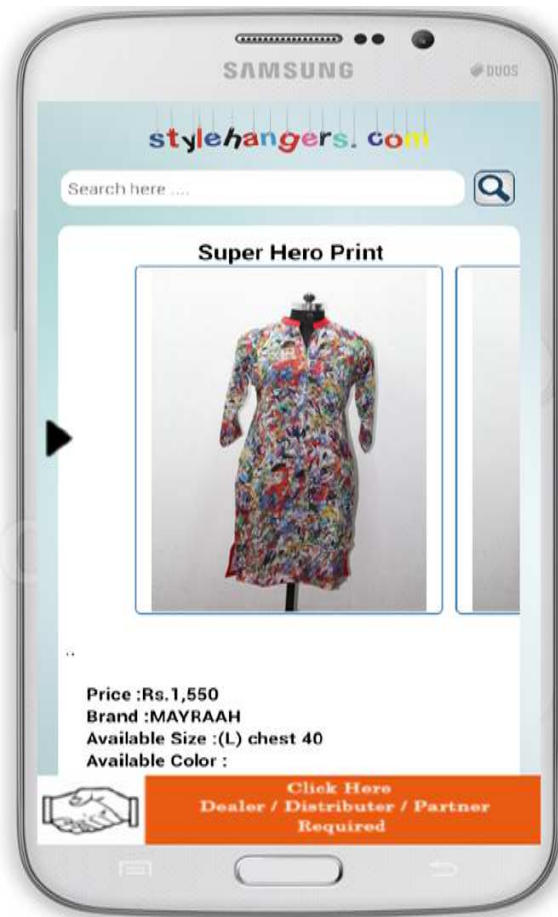 SAMSUNG
DUOS
stylehangers.com
Search here ....
Super Hero Print
..
Price :Rs.1,550
Brand :MAYRAAH
Available Size :(L) chest 40
Available Color :
Click Here
Dealer / Distributer / Partner
Required